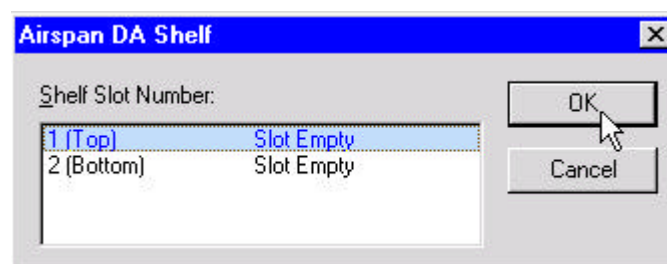 Airspan DA Shelf
Shelf Slot Number:
1 (Top) Slot Empty
2 (Bottom) Slot Empty
OK
Cancel